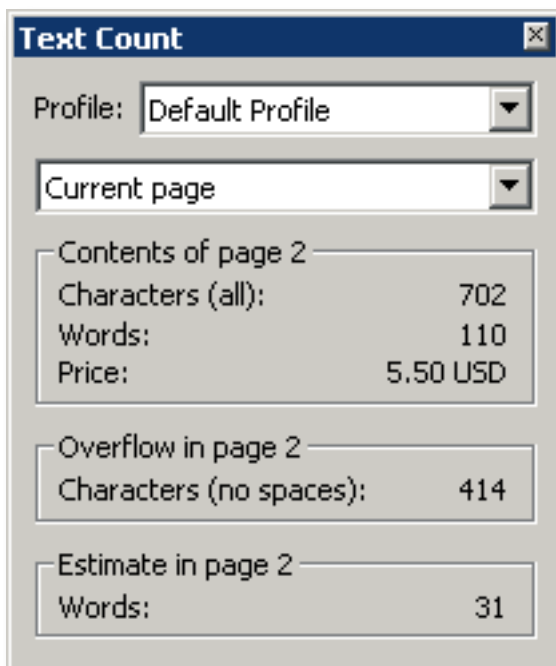 Text Count
Profile: Default Profile
Current page
Contents of page 2
Characters (all): 702
Words: 110
Price: 5.50 USD
Overflow in page 2
Characters (no spaces): 414
Estimate in page 2
Words: 31